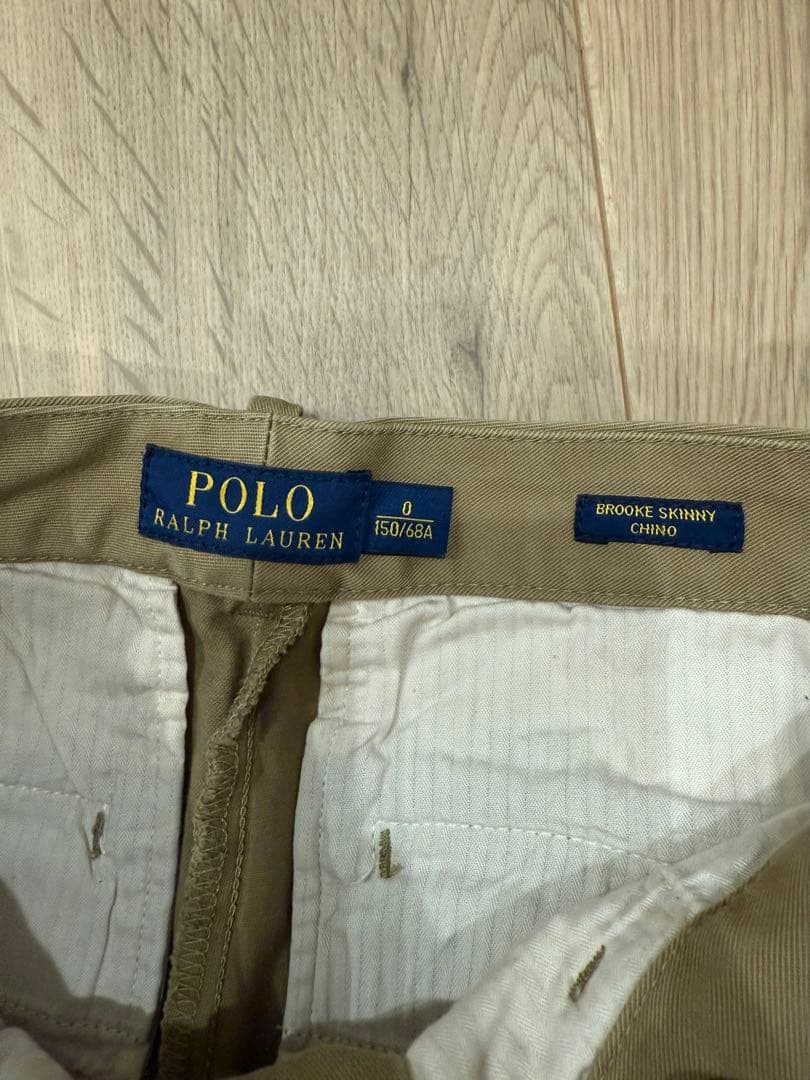 POLO
RALPH LAUREN
0
150/68A
BROOKE SKINNY
CHINO